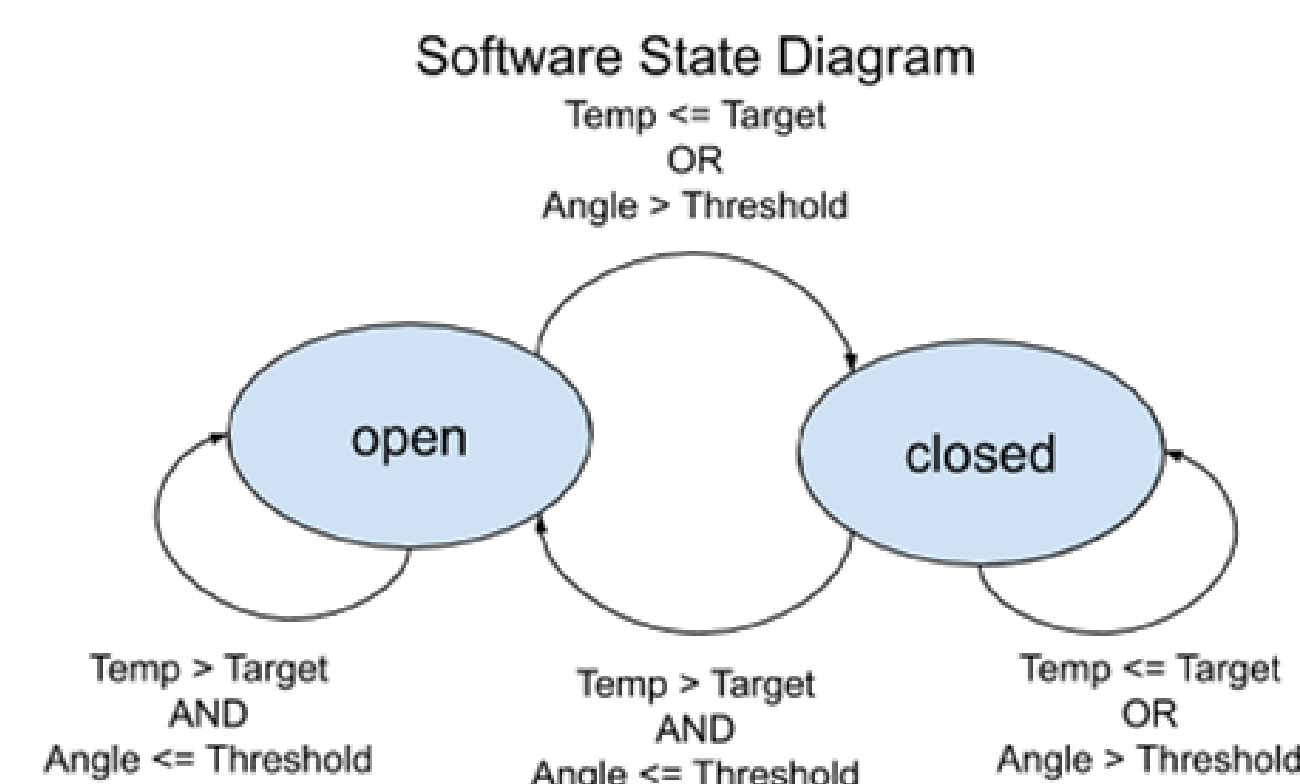 Software State Diagram
Temp <= Target
OR
Angle > Threshold
open
closed
Temp > Target
AND
Angle <= Threshold
Temp > Target
AND
Angle <= Threshold
Temp <= Target
OR
Angle > Threshold